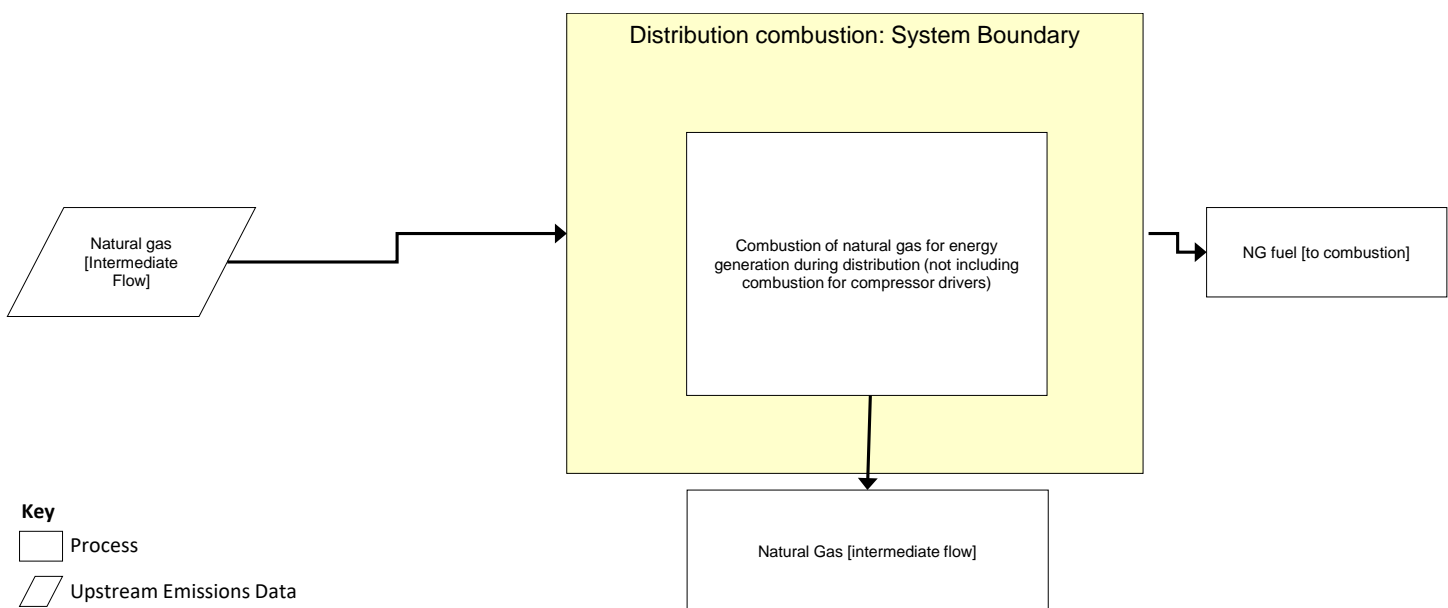 Distribution combustion: System Boundary
Natural gas
[Intermediate
Flow]
Combustion of natural gas for energy
generation during distribution (not including
combustion for compressor drivers)
NG fuel [to combustion]
Natural Gas [intermediate flow]
Key
Process
Upstream Emissions Data